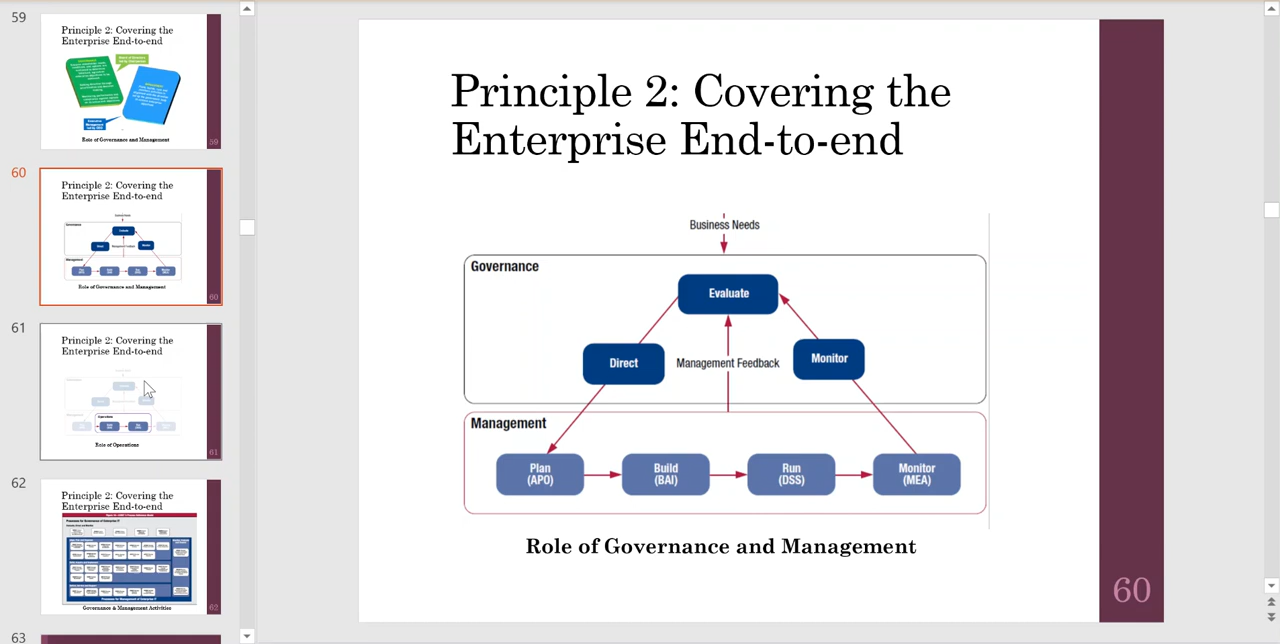 59
Principle 2: Covering the
Enterprise End-to-end
Role of Governance and Management
59
60
Principle 2: Covering the
Enterprise End-to-end
Role of Governance and Management
60
61
Principle 2: Covering the
Enterprise End-to-end
Role of Operations
61
62
Principle 2: Covering the
Enterprise End-to-end
Governance & Management Activities
62
63
Principle 2: Covering the
Enterprise End-to-end
Business Needs
Governance
Evaluate
Direct
Management Feedback
Monitor
Management
Plan
(APO)
Build
(BAI)
Run
(DSS)
Monitor
(MEA)
Role of Governance and Management
60